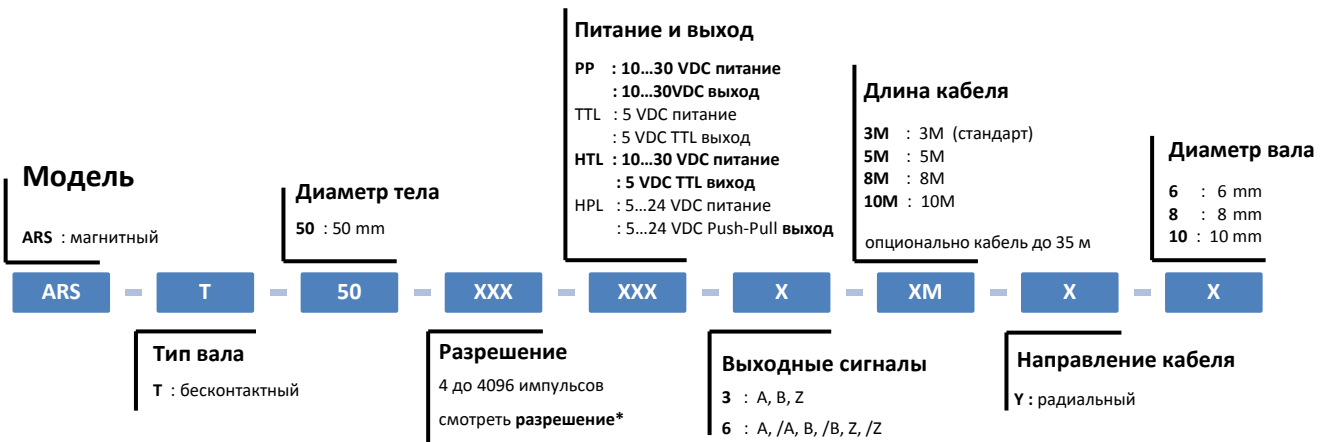 Питание и выход
PP : 10...30 VDC питание
: 10...30VDC выход
TTL : 5 VDC питание
: 5 VDC TTL выход
HTL : 10...30 VDC питание
: 5 VDC TTL виход
HPL : 5...24 VDC питание
: 5...24 VDC Push-Pull выход
Длина кабеля
3M : 3M (стандарт)
5M : 5M
8M : 8M
10M : 10M
опционально кабель до 35 м
Диаметр вала
6 : 6 mm
8 : 8 mm
10 : 10 mm
Модель
ARS : магнитный
Диаметр тела
50 : 50 mm
ARS – T – 50 – XXX – XXX – X – XM – X – X
Тип вала
T : бесконтактный
Разрешение
4 до 4096 импульсов
смотреть разрешение*
Выходные сигналы
3 : A, B, Z
6 : A, /A, B, /B, Z, /Z
Направление кабеля
Y : радиальный